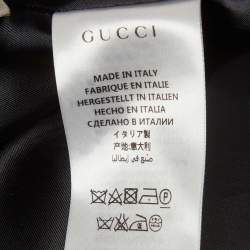 GUCCI
MADE IN ITALY
FABRIQUE EN ITALIE
HERGESTELLT IN ITALIEN
HECHO EN ITALIA
СДЕЛАНО В ИТАЛИИ
イタリア製
产地:意大利
صنع في إيطاليا